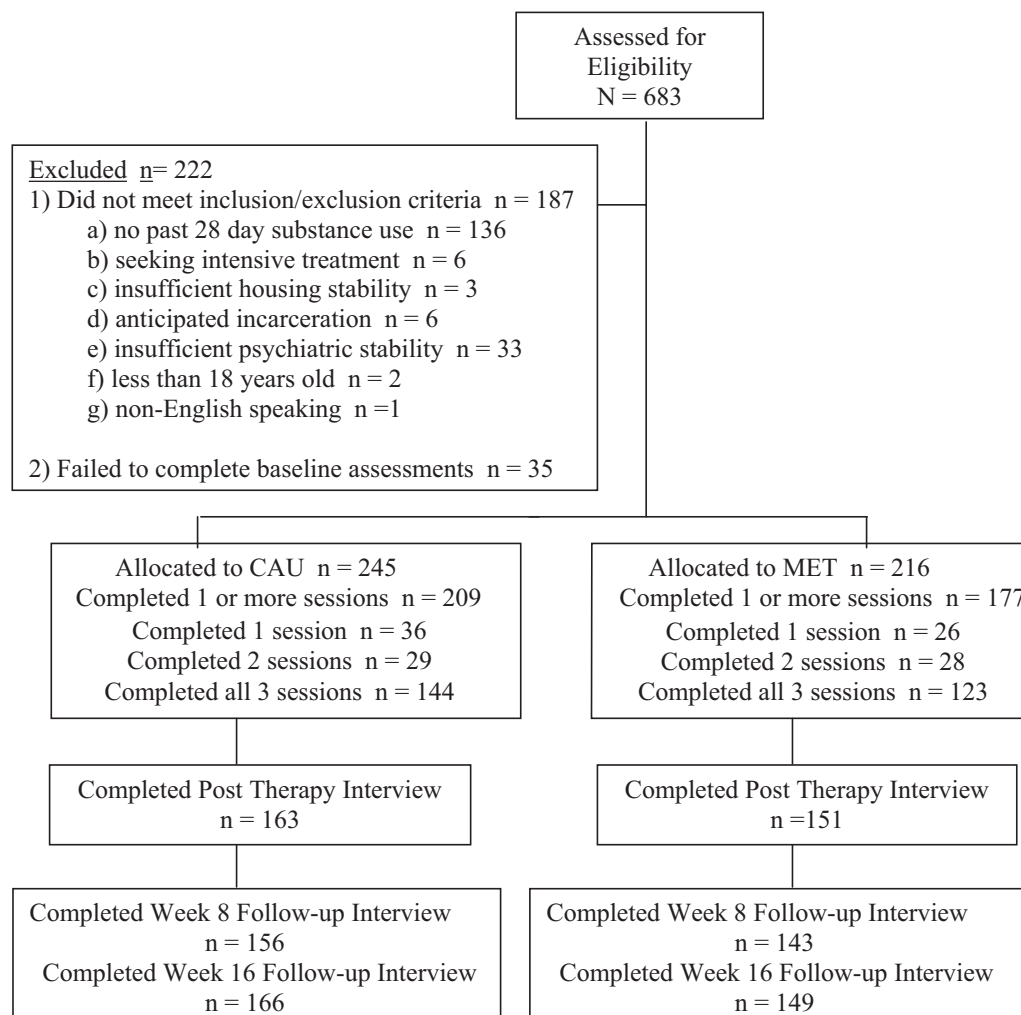 Assessed for
Eligibility
N = 683
Excluded n= 222
1) Did not meet inclusion/exclusion criteria n = 187
a) no past 28 day substance use n = 136
b) seeking intensive treatment n = 6
c) insufficient housing stability n = 3
d) anticipated incarceration n = 6
e) insufficient psychiatric stability n = 33
f) less than 18 years old n = 2
g) non-English speaking n =1
2) Failed to complete baseline assessments n = 35
Allocated to CAU n = 245
Completed 1 or more sessions n = 209
Completed 1 session n = 36
Completed 2 sessions n = 29
Completed all 3 sessions n = 144
Allocated to MET n = 216
Completed 1 or more sessions n = 177
Completed 1 session n = 26
Completed 2 sessions n = 28
Completed all 3 sessions n = 123
Completed Post Therapy Interview
n = 163
Completed Post Therapy Interview
n =151
Completed Week 8 Follow-up Interview
n = 156
Completed Week 16 Follow-up Interview
n = 166
Completed Week 8 Follow-up Interview
n = 143
Completed Week 16 Follow-up Interview
n = 149